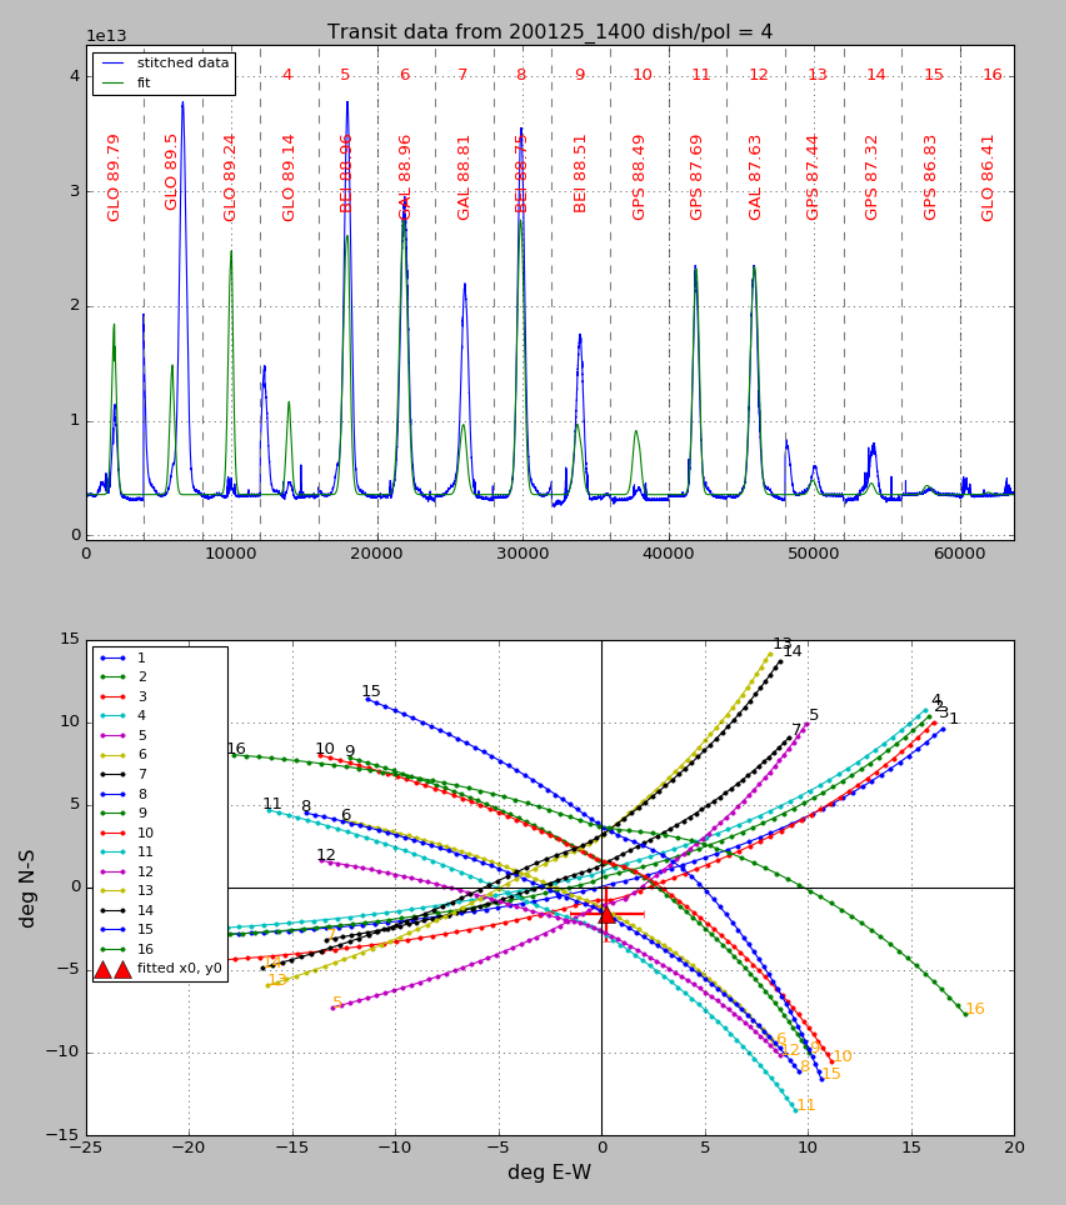 Transit data from 200125_1400 dish/pol = 4
1e13
stitched data
fit
4 5 6 7 8 9 10 11 12 13 14 15 16
GLO 89.79
GLO 89.5
GLO 89.24
GLO 89.14
BEI 88.96
GAL 88.96
GAL 88.81
BEI 88.75
BEI 88.51
GPS 88.49
GPS 87.69
GAL 87.63
GPS 87.44
GPS 87.32
GPS 86.83
GLO 86.41
4
3
2
1
0
0 10000 20000 30000 40000 50000 60000
15
10
5
0
−5
−10
−15
deg N-S
1
2
3
4
5
6
7
8
9
10
11
12
13
14
15
16
fitted x0, y0
13
14
15
5
7
4
2
3
1
16
10
9
11
8
6
12
7
14
13
5
16
6
12
9
10
8
15
11
−25 −20 −15 −10 −5 0 5 10 15 20
deg E-W